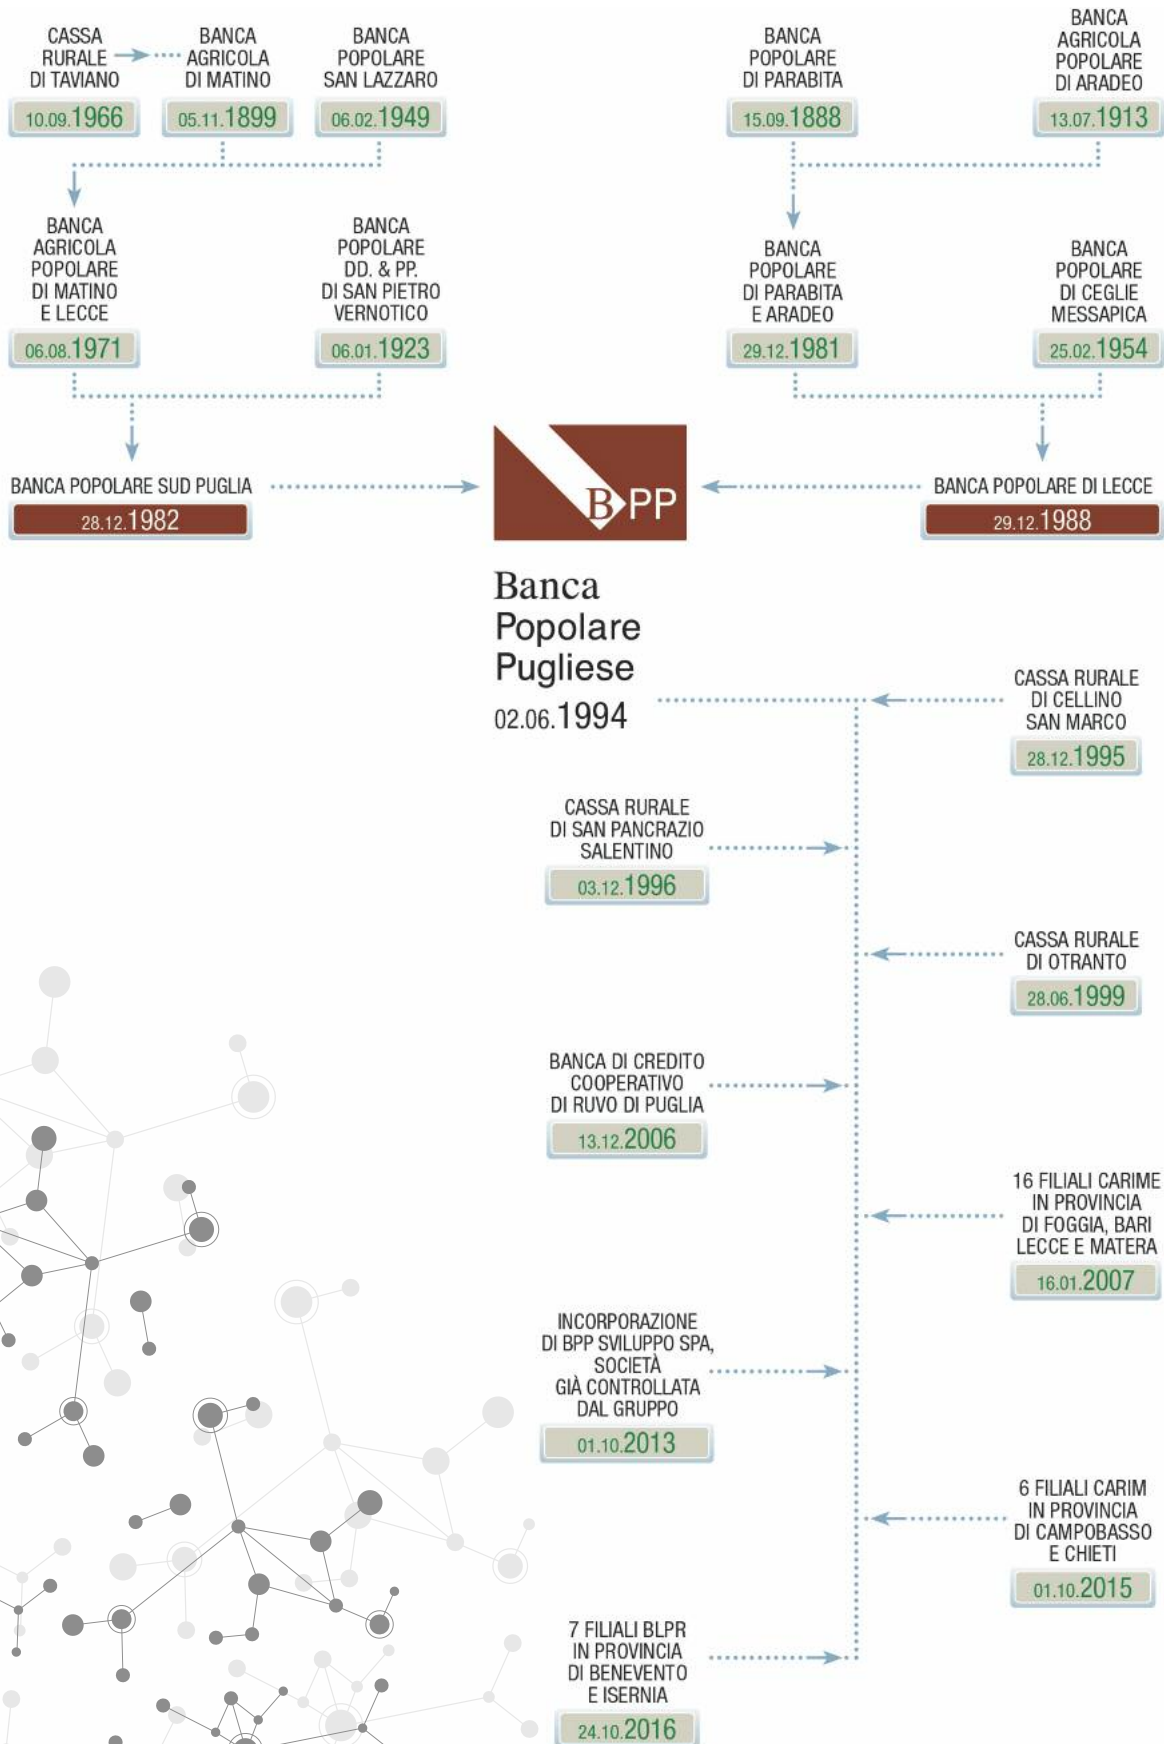 CASSA
RURALE
DI TAVIANO
10.09.1966
BANCA
AGRICOLA
DI MATINO
05.11.1899
BANCA
POPOLARE
SAN LAZZARO
06.02.1949
BANCA
POPOLARE
DI PARABITA
15.09.1888
BANCA
AGRICOLA
POPOLARE
DI ARADEO
13.07.1913
BANCA
AGRICOLA
POPOLARE
DI MATINO
E LECCE
06.08.1971
BANCA
POPOLARE
DD. & PP.
DI SAN PIETRO
VERNOTICO
06.01.1923
BANCA
POPOLARE
DI PARABITA
E ARADEO
29.12.1981
BANCA
POPOLARE
DI CEGLIE
MESSAPICA
25.02.1954
BANCA POPOLARE SUD PUGLIA
28.12.1982
BPP
BANCA POPOLARE DI LECCE
29.12.1988
Banca
Popolare
Pugliese
02.06.1994
CASSA RURALE
DI CELLINO
SAN MARCO
28.12.1995
CASSA RURALE
DI SAN PANCRAZIO
SALENTINO
03.12.1996
CASSA RURALE
DI OTRANTO
28.06.1999
BANCA DI CREDITO
COOPERATIVO
DI RUVO DI PUGLIA
13.12.2006
16 FILIALI CARIME
IN PROVINCIA
DI FOGGIA, BARI
LECCE E MATERA
16.01.2007
INCORPORAZIONE
DI BPP SVILUPPO SPA,
SOCIETÀ
GIÀ CONTROLLATA
DAL GRUPPO
01.10.2013
6 FILIALI CARIM
IN PROVINCIA
DI CAMPOBASSO
E CHIETI
01.10.2015
7 FILIALI BLPR
IN PROVINCIA
DI BENEVENTO
E ISERNIA
24.10.2016